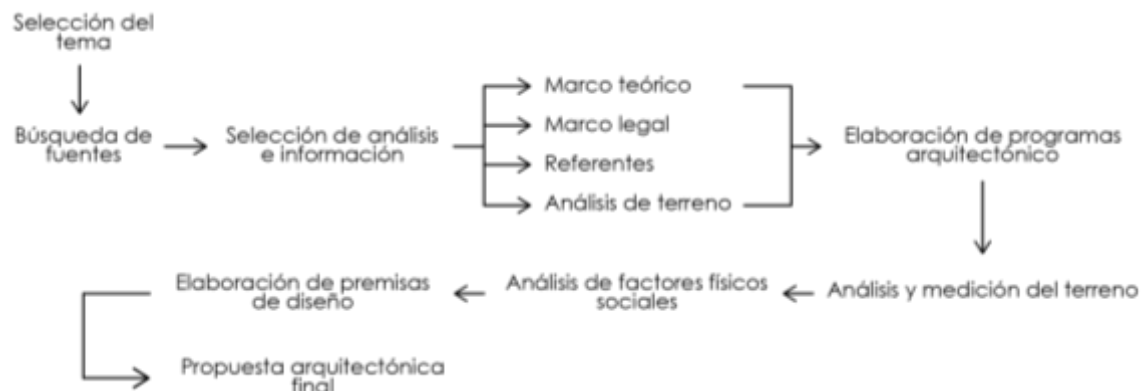 Selección del
tema
Búsqueda de
fuentes
Selección de análisis
e información
Marco teórico
Marco legal
Referentes
Análisis de terreno
Elaboración de programas
arquitectónico
Análisis y medición del terreno
Análisis de factores físicos
sociales
Elaboración de premisas
de diseño
Propuesta arquitectónica
final